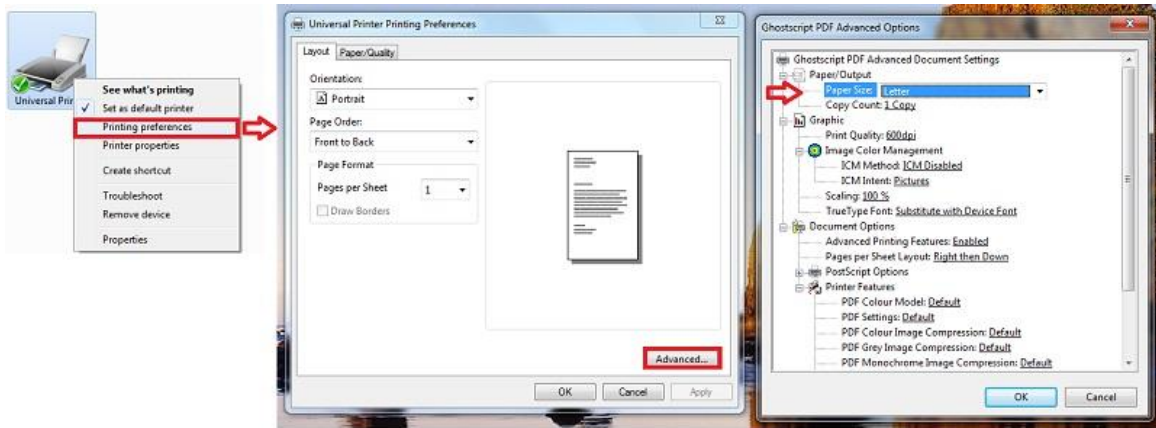 Universal Prin
See what's printing
Set as default printer
Printing preferences
Printer properties
Create shortcut
Troubleshoot
Remove device
Properties
Universal Printer Printing Preferences
Layout Paper/Quality
Orientation:
Portrait
Page Order:
Front to Back
Page Format
Pages per Sheet 1
Draw Borders
Advanced...
OK Cancel Apply
Ghostscript PDF Advanced Options
Ghostscript PDF Advanced Document Settings
Paper/Output
Paper Size: Letter
Copy Count: 1 Copy
Graphic
Print Quality: 600dpi
Image Color Management
ICM Method: ICM Disabled
ICM Intent: Pictures
Scaling: 100 %
TrueType Font: Substitute with Device Font
Document Options
Advanced Printing Features: Enabled
Pages per Sheet Layout: Right then Down
PostScript Options
Printer Features
PDF Colour Model: Default
PDF Settings: Default
PDF Colour Image Compression: Default
PDF Grey Image Compression: Default
PDF Monochrome Image Compression: Default
OK Cancel